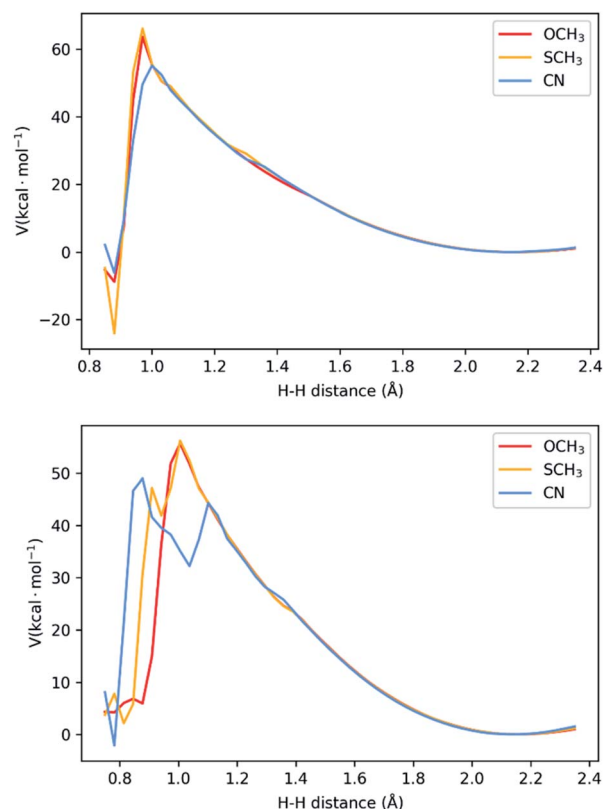 60
40
20
0
−20
V(kcal · mol⁻¹)
OCH₃
SCH₃
CN
0.8 1.0 1.2 1.4 1.6 1.8 2.0 2.2 2.4
H-H distance (Å)
50
40
30
20
10
0
V(kcal · mol⁻¹)
OCH₃
SCH₃
CN
0.8 1.0 1.2 1.4 1.6 1.8 2.0 2.2 2.4
H-H distance (Å)